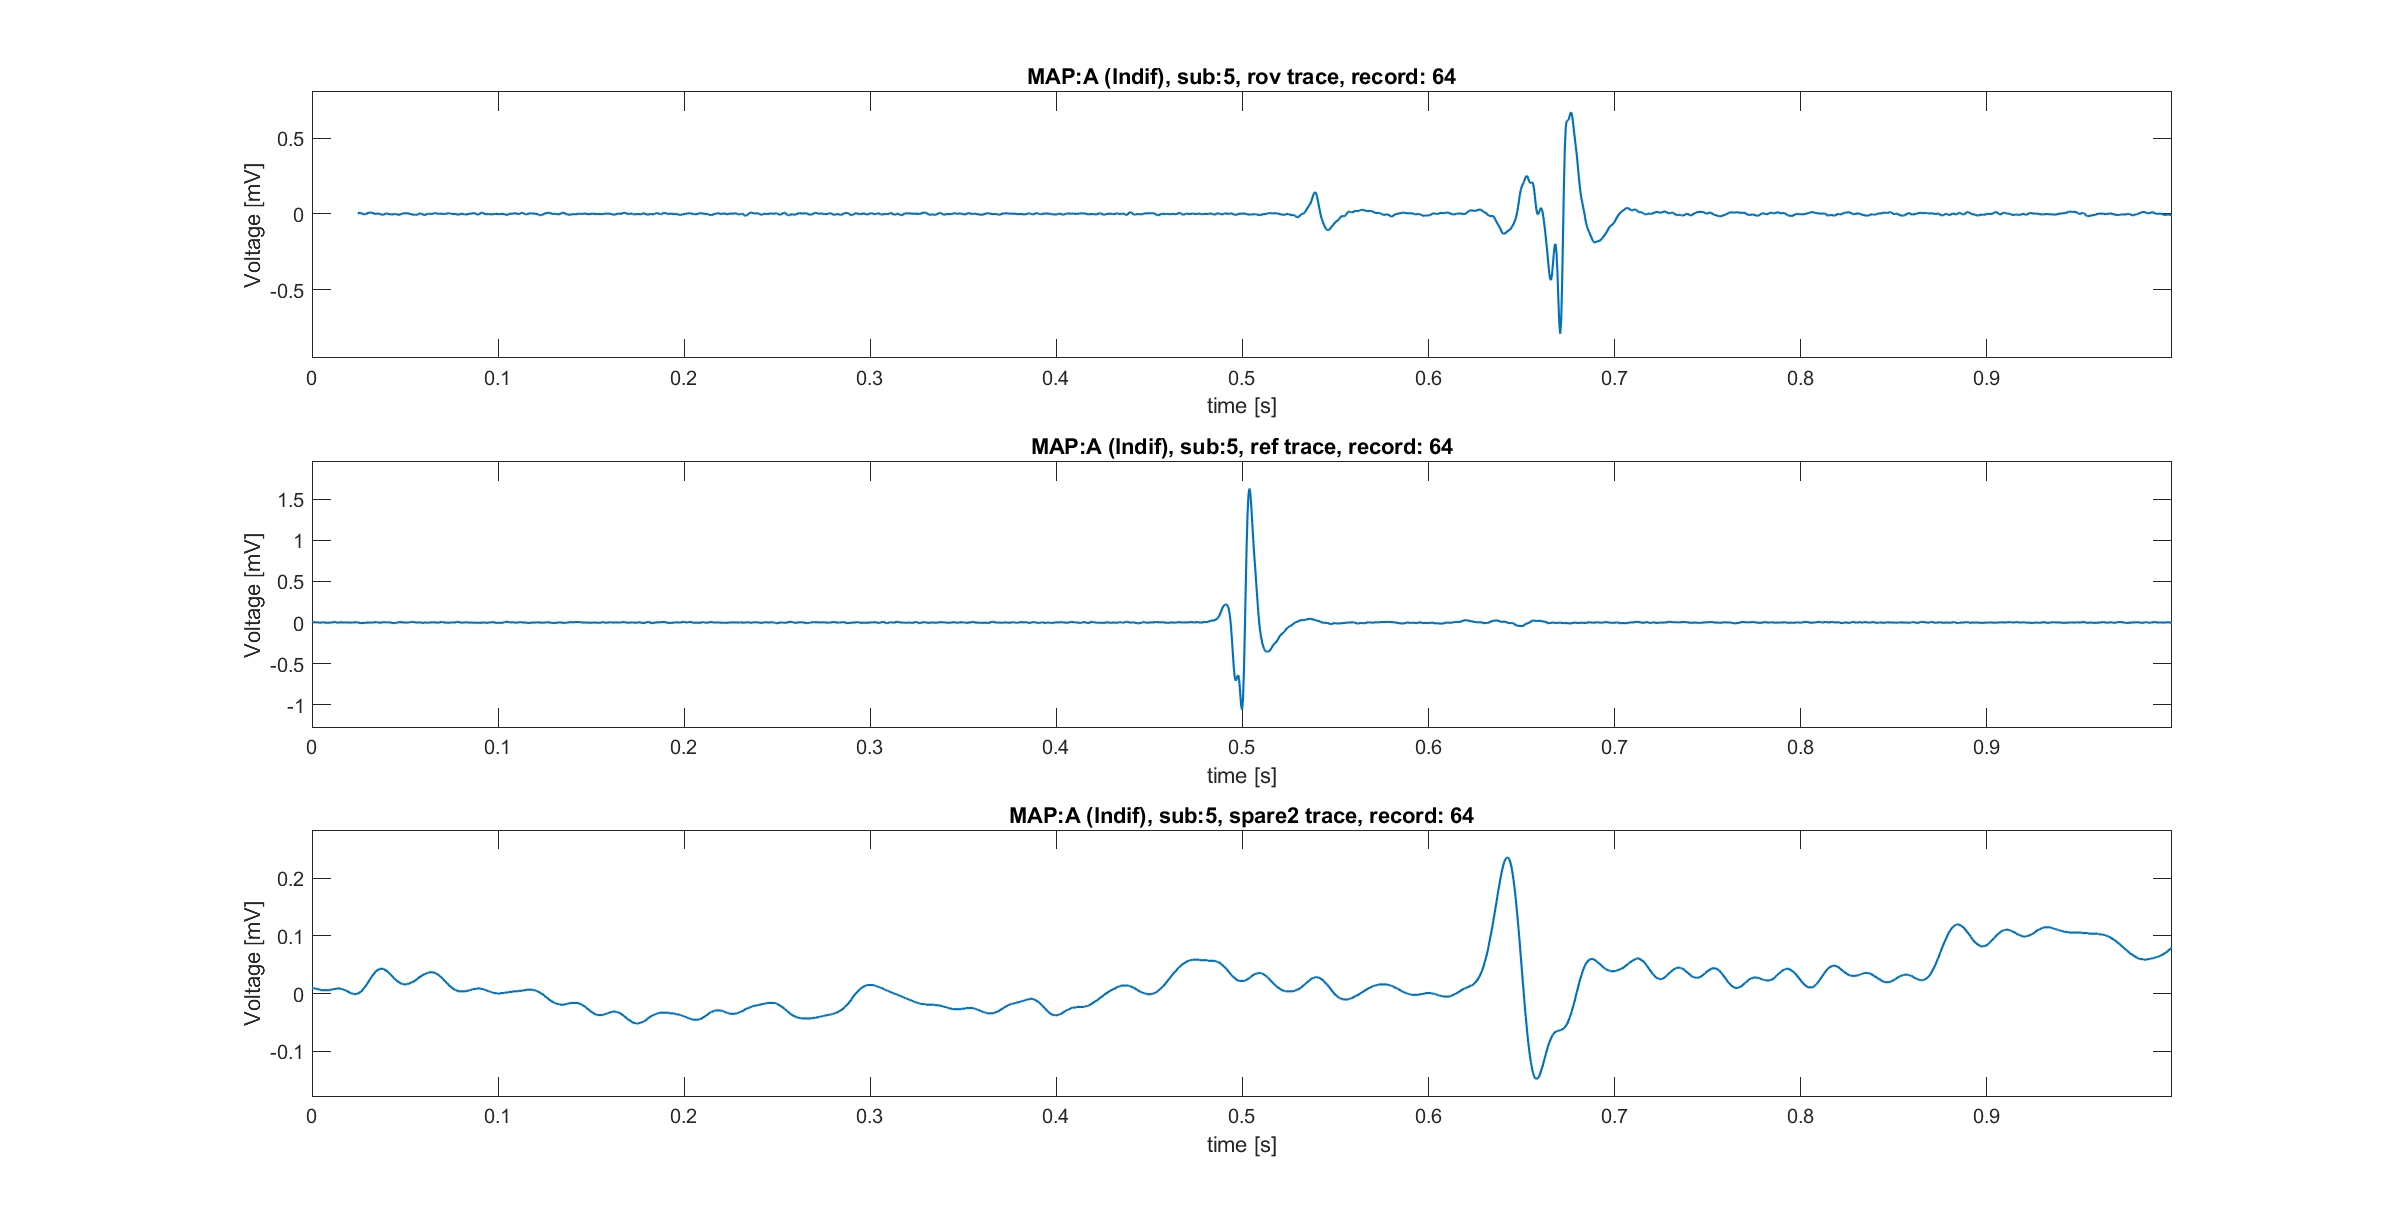 MAP:A (Indif), sub:5, rov trace, record: 64
Voltage [mV]
0.5
0
-0.5
0 0.1 0.2 0.3 0.4 0.5 0.6 0.7 0.8 0.9
time [s]
MAP:A (Indif), sub:5, ref trace, record: 64
Voltage [mV]
1.5
1
0.5
0
-0.5
-1
0 0.1 0.2 0.3 0.4 0.5 0.6 0.7 0.8 0.9
time [s]
MAP:A (Indif), sub:5, spare2 trace, record: 64
Voltage [mV]
0.2
0.1
0
-0.1
0 0.1 0.2 0.3 0.4 0.5 0.6 0.7 0.8 0.9
time [s]